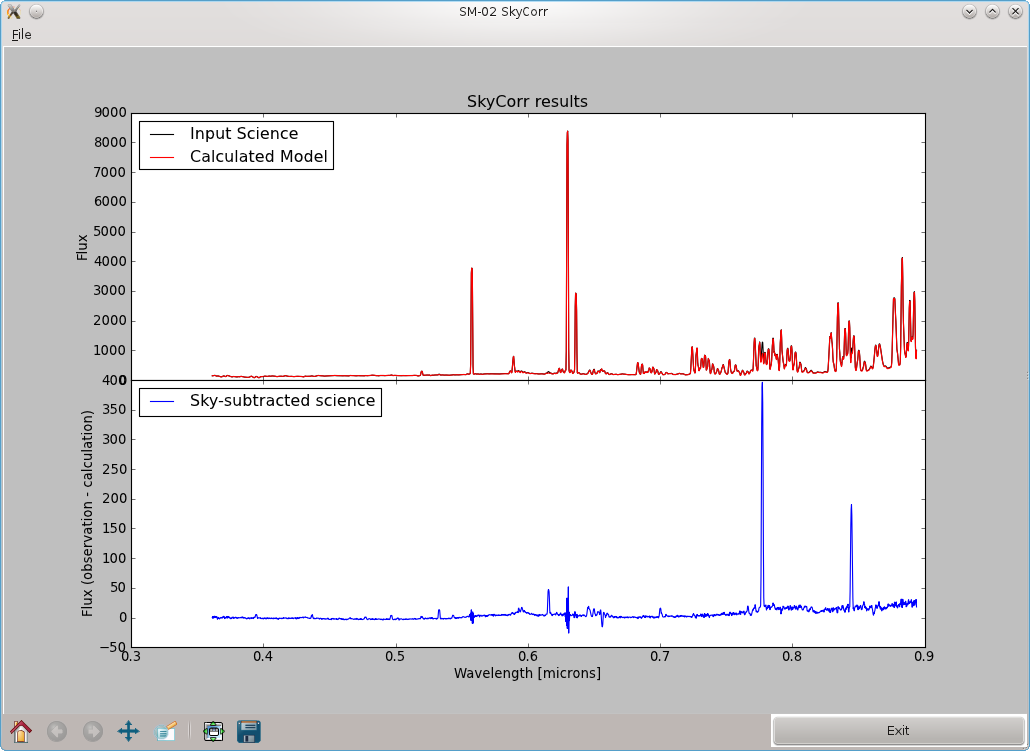 SM-02 SkyCorr
File
SkyCorr results
9000
8000
7000
6000
5000
4000
3000
2000
1000
0
Flux
Input Science
Calculated Model
400
350
300
250
200
150
100
50
0
−50
Flux (observation - calculation)
Sky-subtracted science
0.3 0.4 0.5 0.6 0.7 0.8 0.9
Wavelength [microns]
Exit